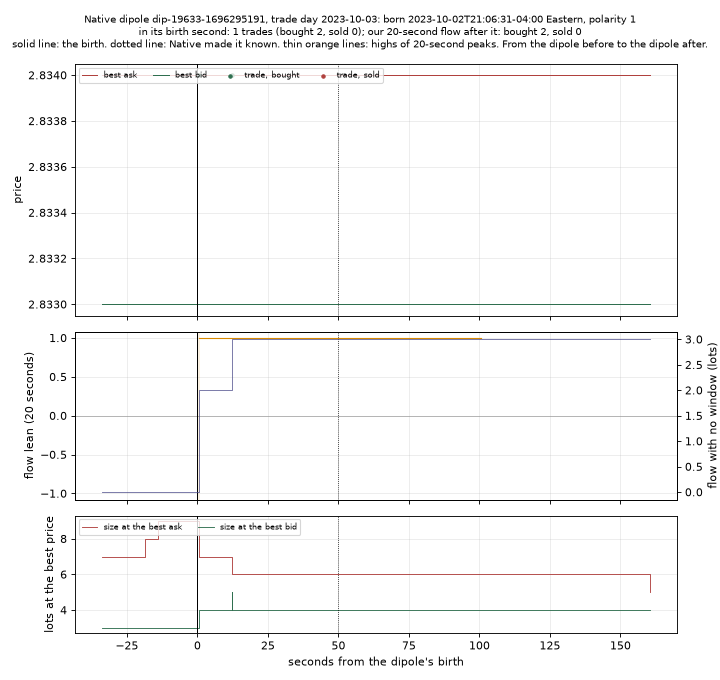 Native dipole dip-19633-1696295191, trade day 2023-10-03: born 2023-10-02T21:06:31-04:00 Eastern, polarity 1
in its birth second: 1 trades (bought 2, sold 0); our 20-second flow after it: bought 2, sold 0
solid line: the birth. dotted line: Native made it known. thin orange lines: highs of 20-second peaks. From the dipole before to the dipole after.
best ask
best bid
trade, bought
trade, sold
2.8340
2.8338
2.8336
2.8334
2.8332
2.8330
price
1.0
0.5
0.0
−0.5
−1.0
flow lean (20 seconds)
3.0
2.5
2.0
1.5
1.0
0.5
0.0
flow with no window (lots)
size at the best ask
size at the best bid
8
6
4
lots at the best price
−25
0
25
50
75
100
125
150
seconds from the dipole's birth